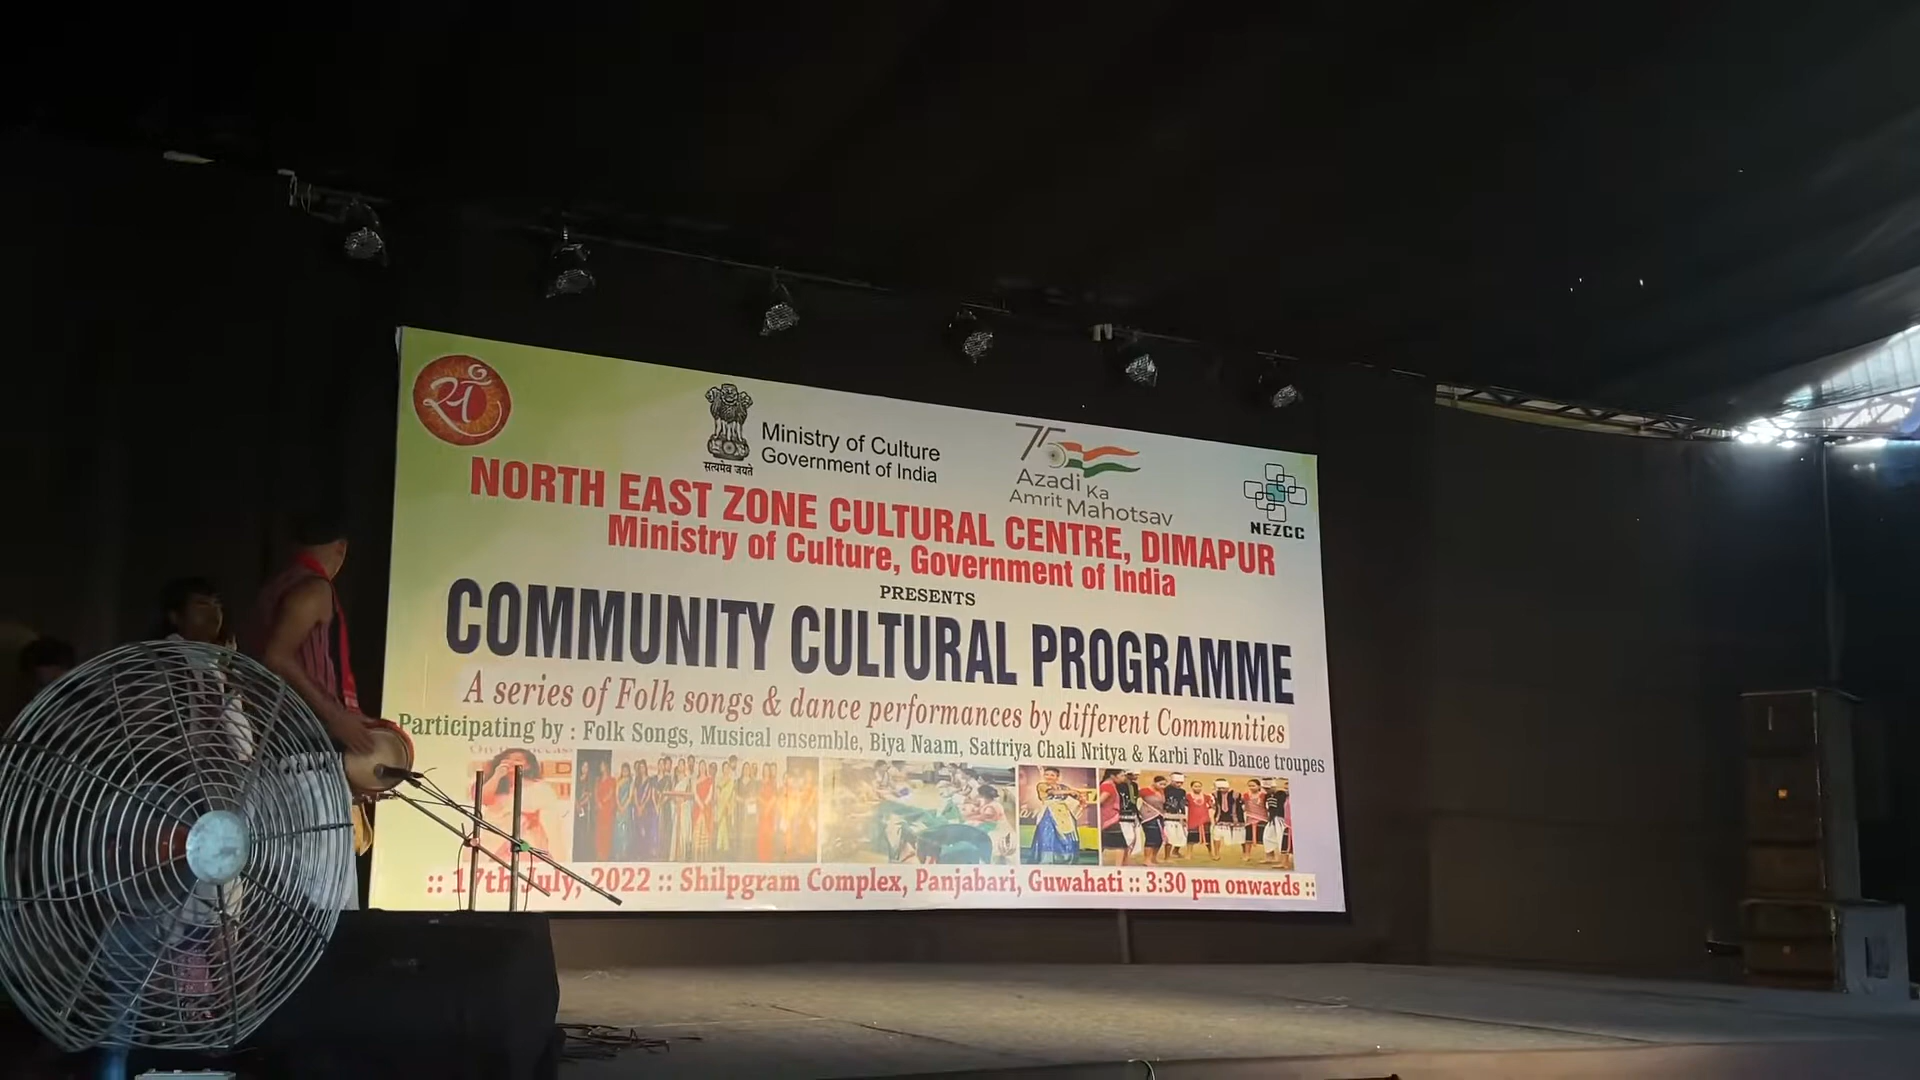 सं
सत्यमेव जयते
Ministry of Culture
Government of India
75
Azadi Ka
Amrit Mahotsav
NEZCC
NORTH EAST ZONE CULTURAL CENTRE, DIMAPUR
Ministry of Culture, Government of India
PRESENTS
COMMUNITY CULTURAL PROGRAMME
A series of Folk songs & dance performances by different Communities
Participating by : Folk Songs, Musical ensemble, Biya Naam, Sattriya Chali Nritya & Karbi Folk Dance troupes
:: 17th July, 2022 :: Shilpgram Complex, Panjabari, Guwahati :: 3:30 pm onwards ::